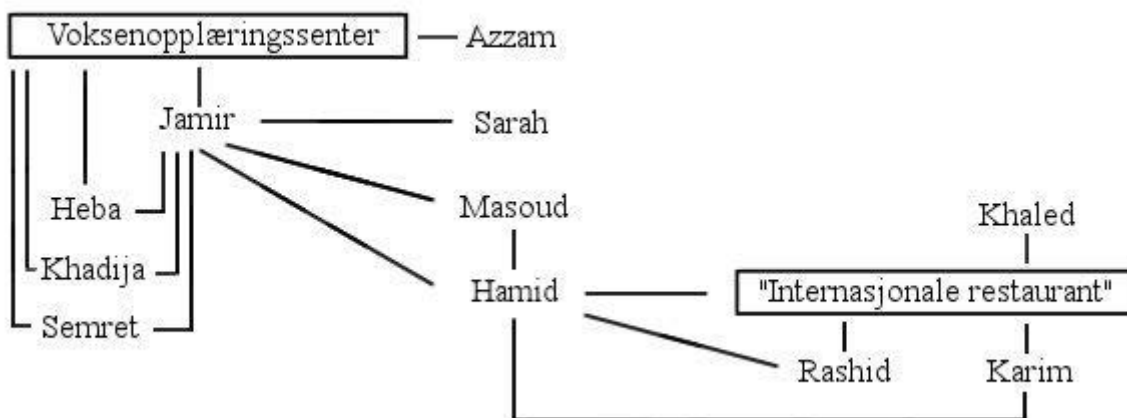 Voksenopplæringssenter
Azzam
Jamir
Sarah
Heba
Masoud
Khaled
Khadija
Hamid
"Internasjonale restaurant"
Semret
Rashid
Karim